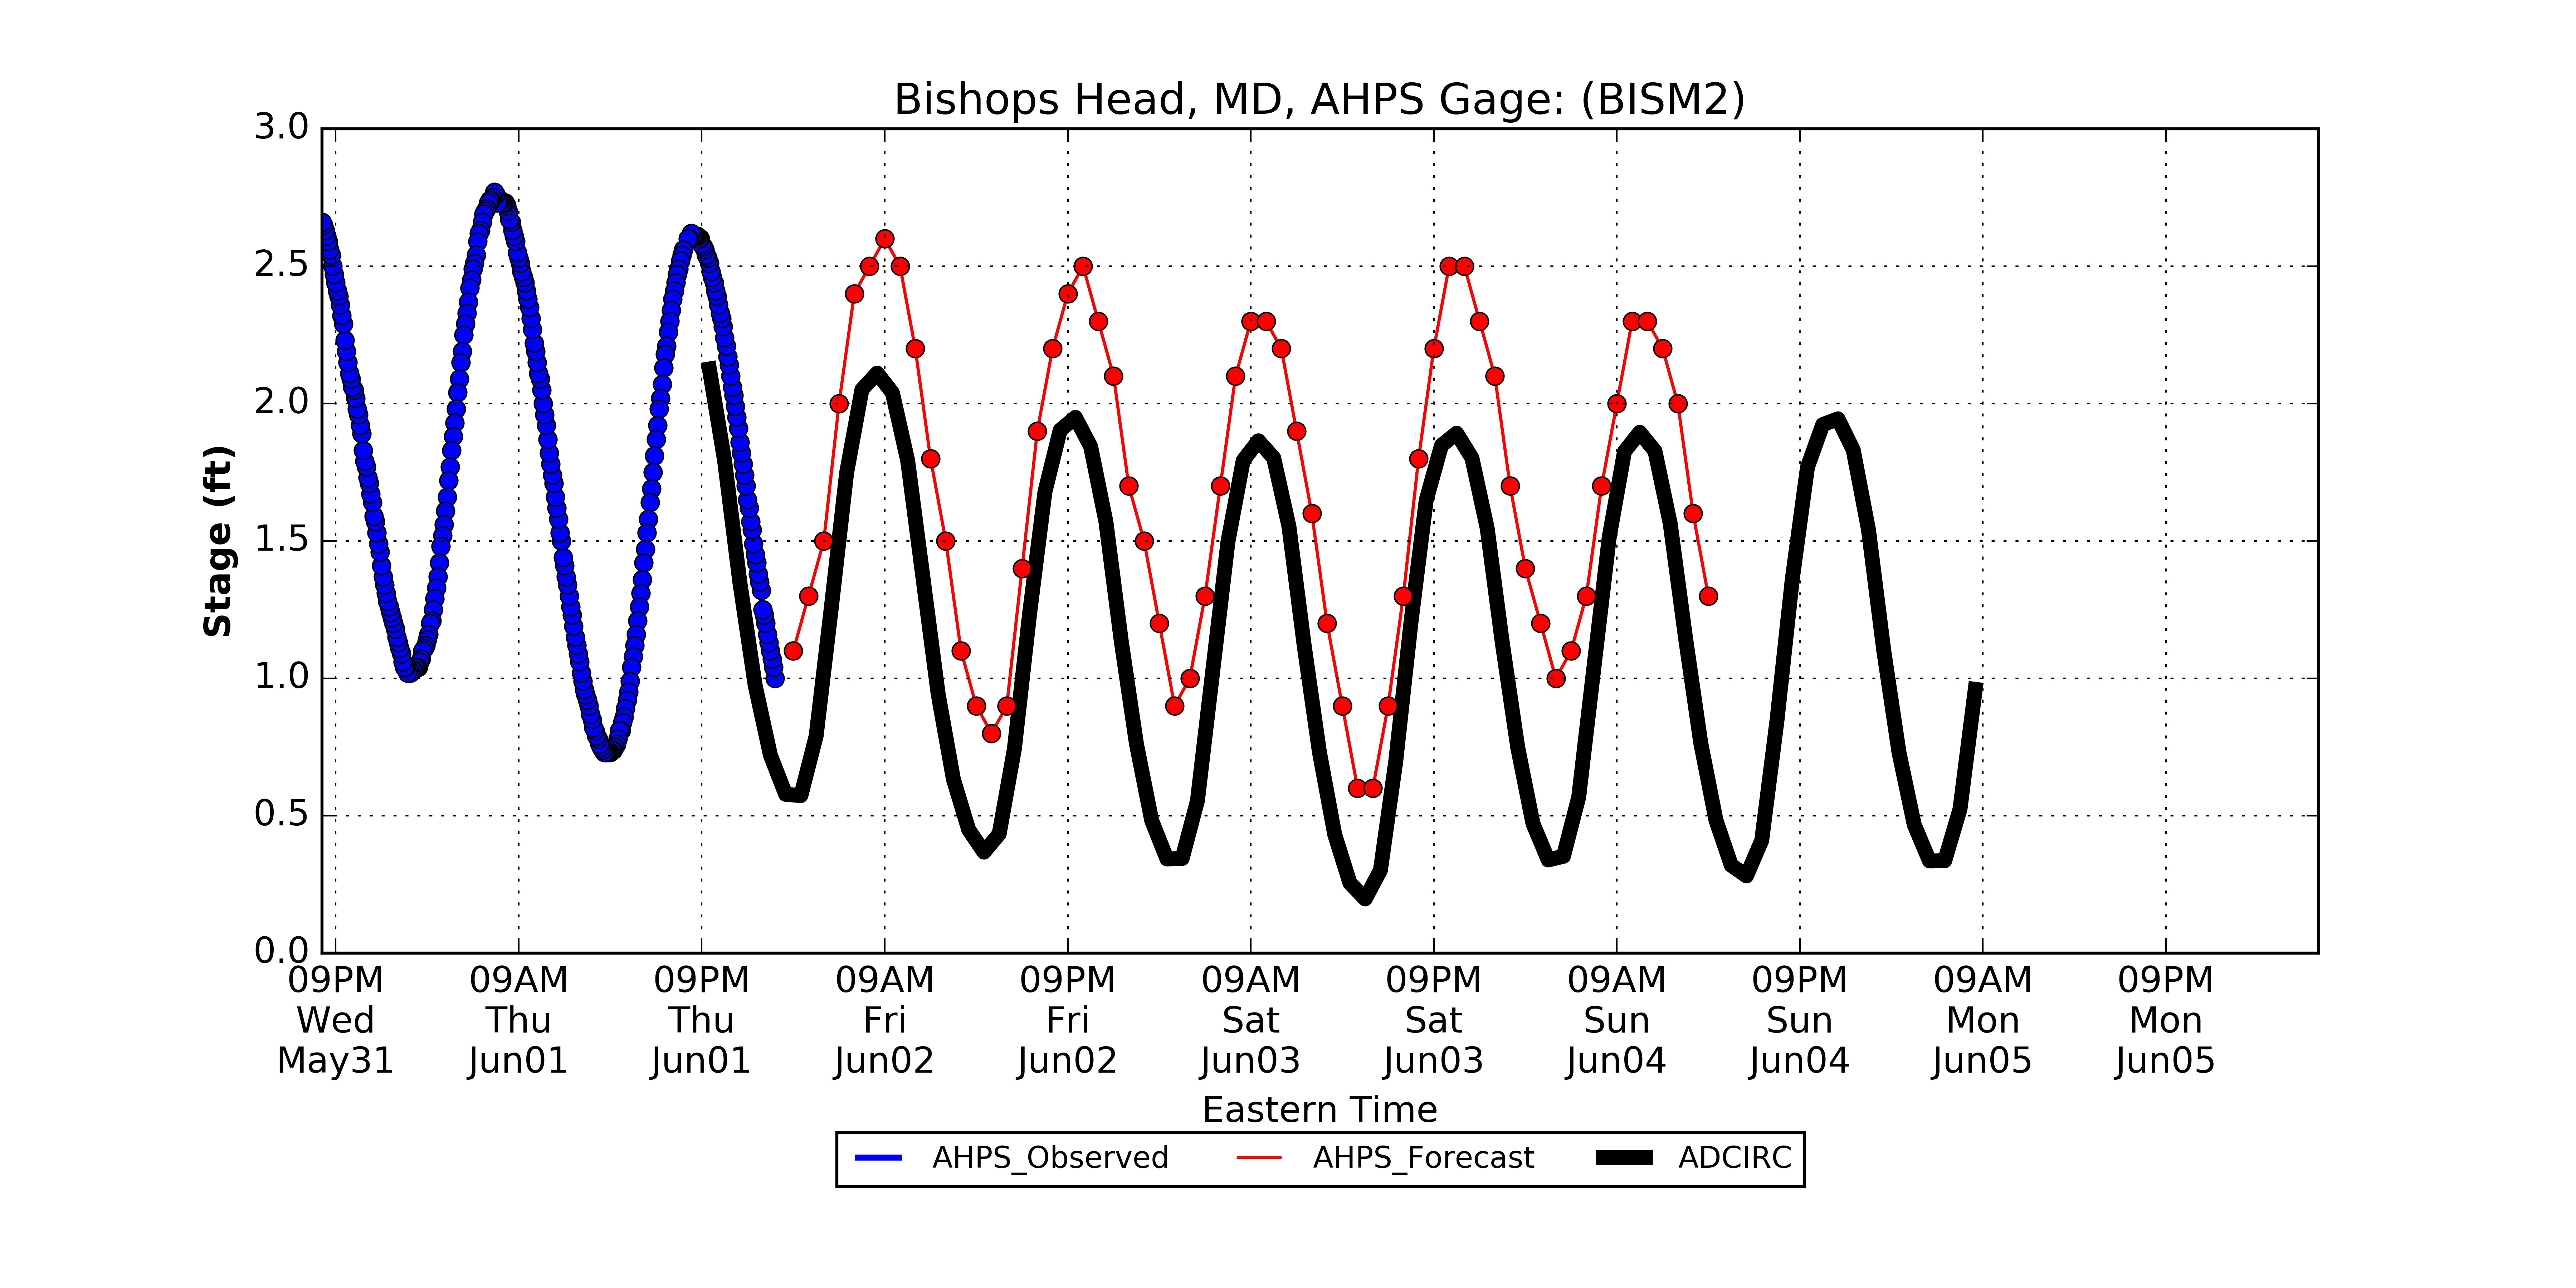 Bishops Head, MD, AHPS Gage: (BISM2)
3.0
2.5
2.0
1.5
1.0
0.5
0.0
Stage (ft)
09PM 09AM 09PM 09AM 09PM 09AM 09PM 09AM 09PM 09AM 09PM
Wed Thu Thu Fri Fri Sat Sat Sun Sun Mon Mon
May31 Jun01 Jun01 Jun02 Jun02 Jun03 Jun03 Jun04 Jun04 Jun05 Jun05
Eastern Time
AHPS_Observed AHPS_Forecast ADCIRC